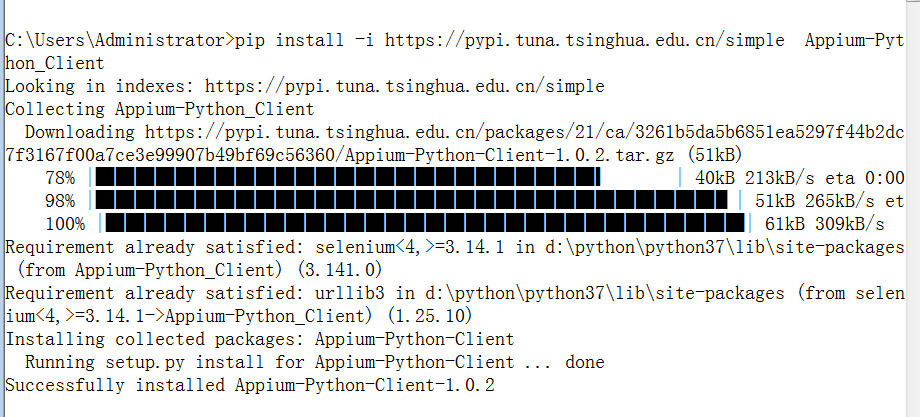 C:\Users\Administrator>pip install -i https://pypi.tuna.tsinghua.edu.cn/simple  Appium-Pyt
hon_Client
Looking in indexes: https://pypi.tuna.tsinghua.edu.cn/simple
Collecting Appium-Python_Client
  Downloading https://pypi.tuna.tsinghua.edu.cn/packages/21/ca/3261b5da5b6851ea5297f44b2dc
7f3167f00a7ce3e99907b49bf69c56360/Appium-Python-Client-1.0.2.tar.gz (51kB)
    78% |████████████████████████▉   | 40kB 213kB/s eta 0:00
    98% |███████████████████████████████▌| 51kB 265kB/s et
    100% |████████████████████████████████| 61kB 309kB/s
Requirement already satisfied: selenium<4,>=3.14.1 in d:\python\python37\lib\site-packages
 (from Appium-Python_Client) (3.141.0)
Requirement already satisfied: urllib3 in d:\python\python37\lib\site-packages (from selen
ium<4,>=3.14.1->Appium-Python_Client) (1.25.10)
Installing collected packages: Appium-Python-Client
  Running setup.py install for Appium-Python-Client ... done
Successfully installed Appium-Python-Client-1.0.2